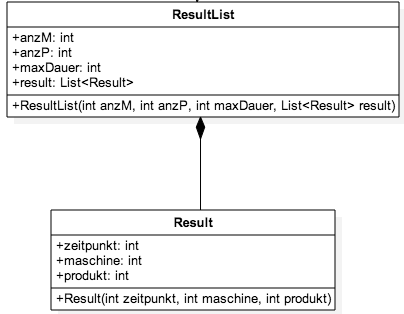 ResultList
+anzM: int
+anzP: int
+maxDauer: int
+result: List<Result>
+ResultList(int anzM, int anzP, int maxDauer, List<Result> result)
Result
+zeitpunkt: int
+maschine: int
+produkt: int
+Result(int zeitpunkt, int maschine, int produkt)